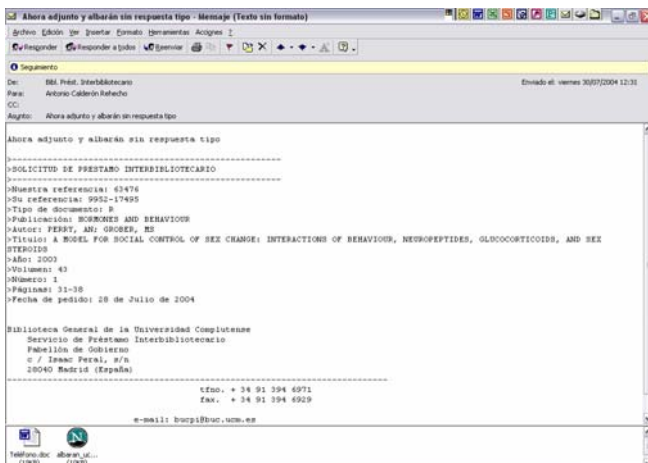 Ahora adjunto y albarán sin respuesta tipo - Mensaje (Texto sin formato)
Archivo Edición Ver Insertar Formato Herramientas Acciones ?
Responder Responder a todos Reenviar
Seguimiento
De: Bibl. Prést. Interbibliotecario Enviado el: viernes 30/07/2004 12:31
Para: Antonio Calderón Rehecho
CC:
Asunto: Ahora adjunto y albarán sin respuesta tipo
Ahora adjunto y albarán sin respuesta tipo
>----------------------------------------------------
>SOLICITUD DE PRESTAMO INTERBIBLIOTECARIO
>----------------------------------------------------
>Nuestra referencia: 63476
>Su referencia: 9952-17495
>Tipo de documento: R
>Publicación: HORMONES AND BEHAVIOUR
>Autor: PERRY, AN; GROBER, MS
>Titulo: A MODEL FOR SOCIAL CONTROL OF SEX CHANGE: INTERACTIONS OF BEHAVIOUR, NEUROPEPTIDES, GLUCOCORTICOIDS, AND SEX
STEROIDS
>Año: 2003
>Volumen: 43
>Número: 1
>Páginas: 31-38
>Fecha de pedido: 28 de Julio de 2004
Biblioteca General de la Universidad Complutense
Servicio de Préstamo Interbibliotecario
Pabellón de Gobierno
c / Isaac Peral, s/n
28040 Madrid (España)
----------------------------------------------------------------------
tfno. + 34 91 394 6971
fax. + 34 91 394 6929
e-mail: bucpi@buc.ucm.es
Teléfono.doc albaran_uc...